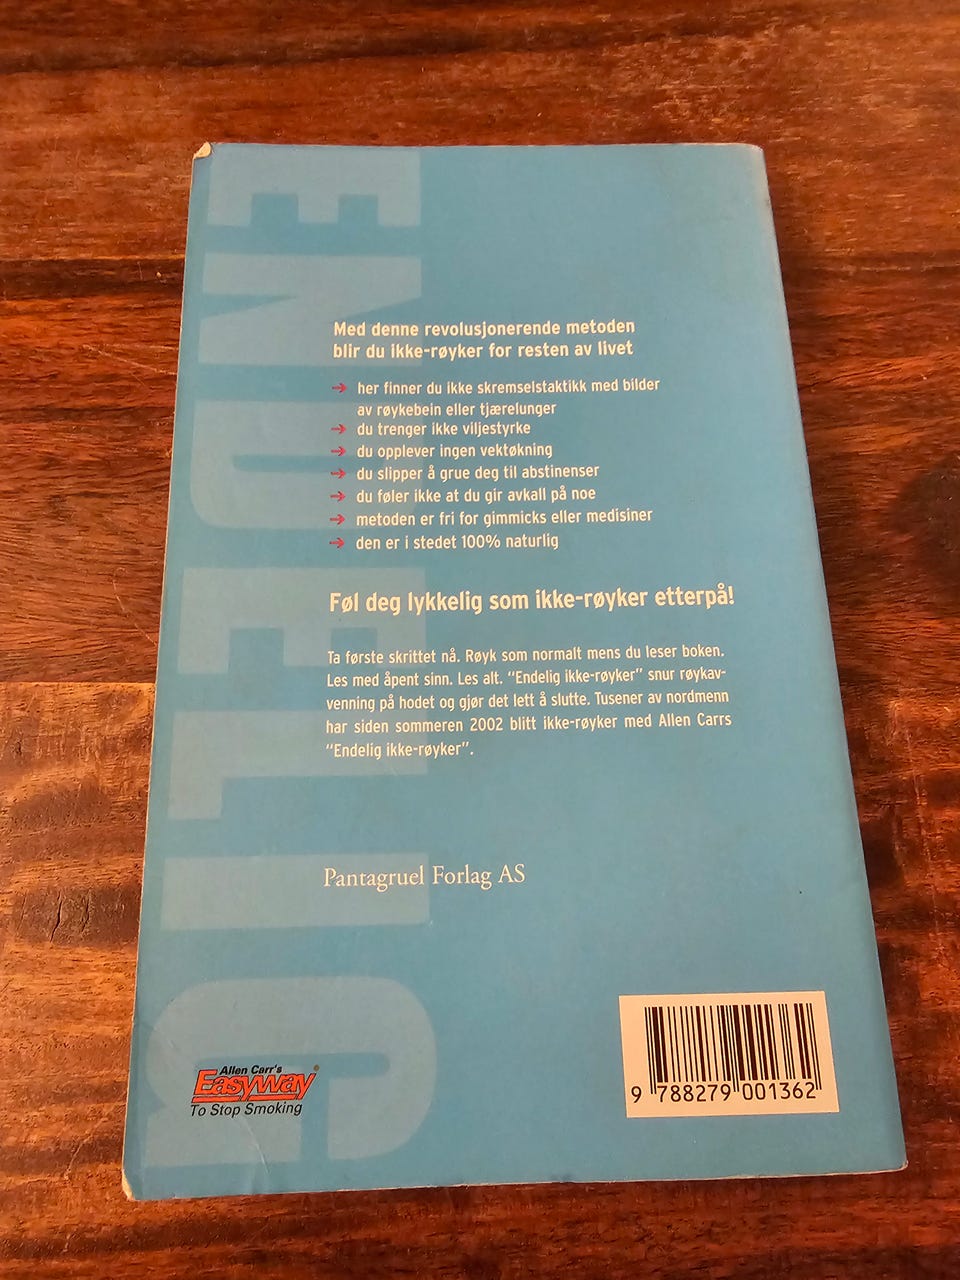 ENDELIG
Med denne revolusjonerende metoden
blir du ikke-røyker for resten av livet
→ her finner du ikke skremselstaktikk med bilder
av røykebein eller tjærelunger
→ du trenger ikke viljestyrke
→ du opplever ingen vektøkning
→ du slipper å grue deg til abstinenser
→ du føler ikke at du gir avkall på noe
→ metoden er fri for gimmicks eller medisiner
→ den er i stedet 100% naturlig
Føl deg lykkelig som ikke-røyker etterpå!
Ta første skrittet nå. Røyk som normalt mens du leser boken.
Les med åpent sinn. Les alt. “Endelig ikke-røyker” snur røykav-
venning på hodet og gjør det lett å slutte. Tusener av nordmenn
har siden sommeren 2002 blitt ikke-røyker med Allen Carrs
“Endelig ikke-røyker”.
Pantagruel Forlag AS
Allen Carr's
Easyway®
To Stop Smoking
9 788279 001362